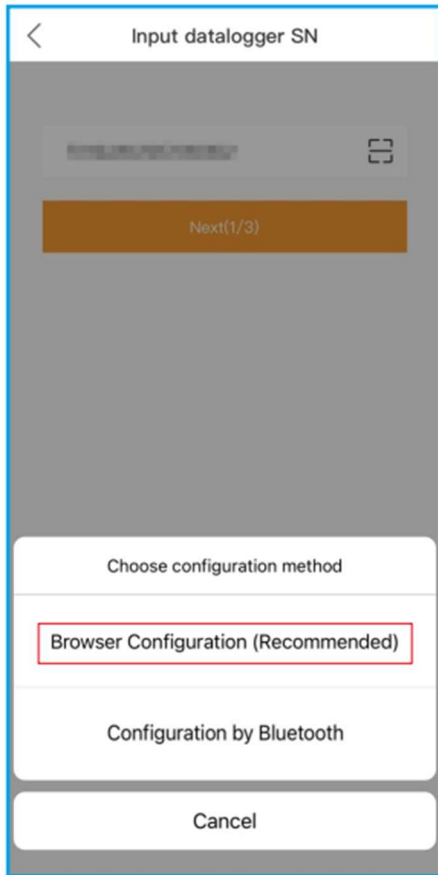 Input datalogger SN
Next(1/3)
Choose configuration method
Browser Configuration (Recommended)
Configuration by Bluetooth
Cancel